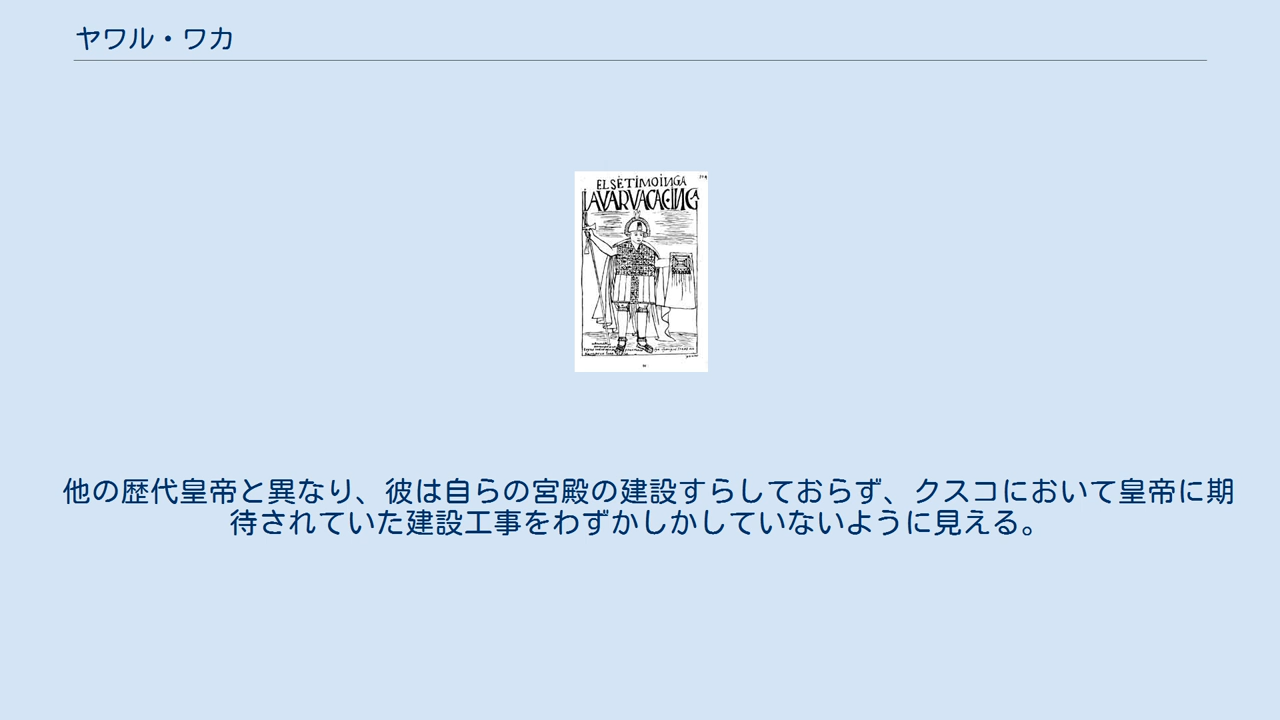 ヤワル・ワカ
EL SETIMO INGA
IAVARVACAC·INGA
他の歴代皇帝と異なり、彼は自らの宮殿の建設すらしておらず、クスコにおいて皇帝に期
待されていた建設工事をわずかしかしていないように見える。